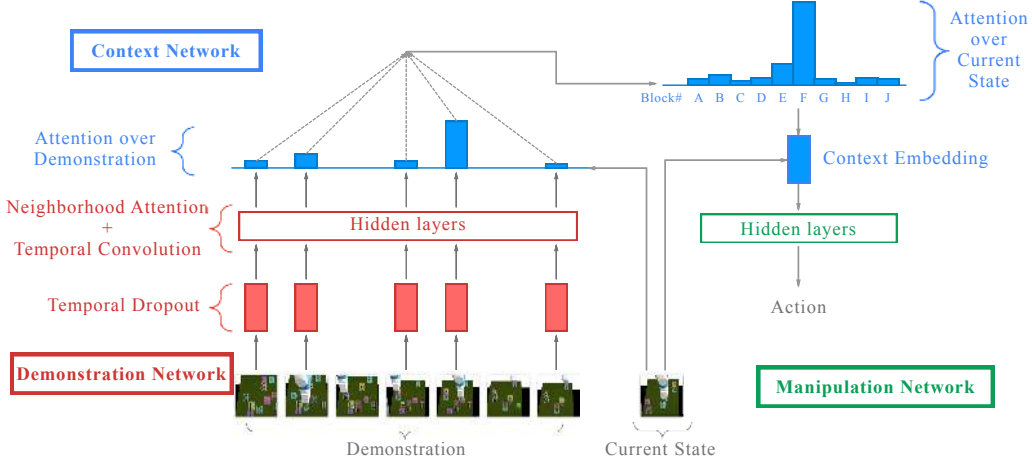 Context Network
Attention
over
Current
State
Block# A B C D E F G H I J
Attention over
Demonstration
Context Embedding
Neighborhood Attention
+
Temporal Convolution
Hidden layers
Hidden layers
Temporal Dropout
Action
Demonstration Network
Manipulation Network
Demonstration
Current State